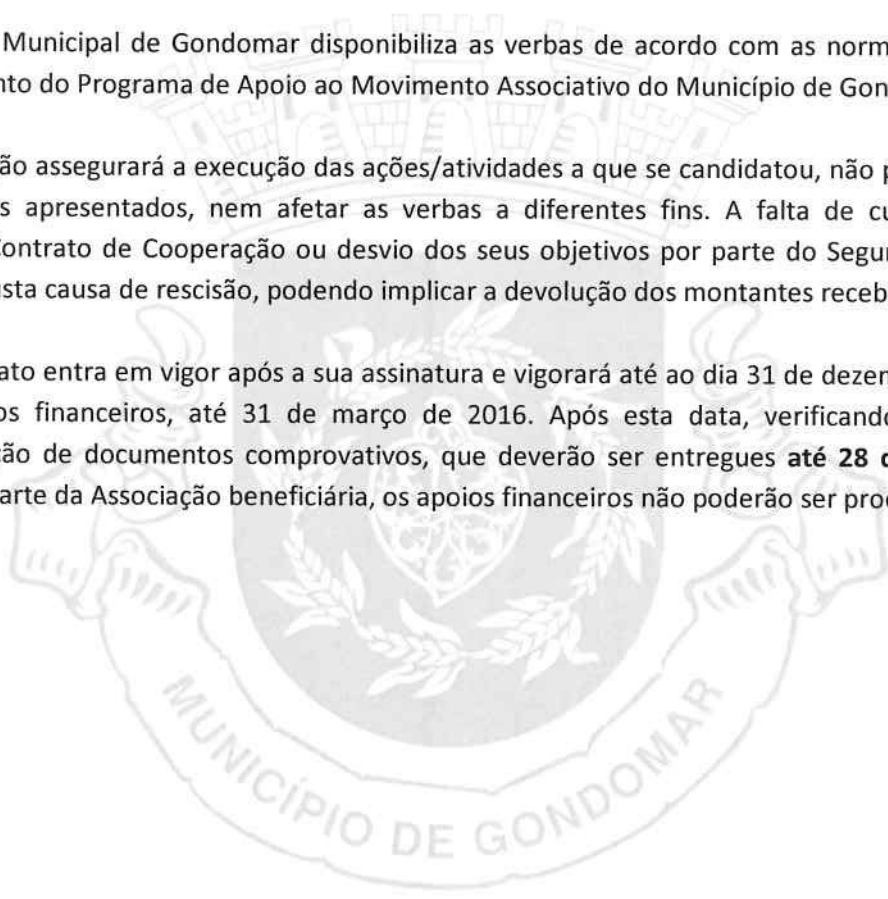 Municipal de Gondomar disponibiliza as verbas de acordo com as norm
nto do Programa de Apoio ao Movimento Associativo do Município de Gon
ão assegurará a execução das ações/atividades a que se candidatou, não p
s apresentados, nem afetar as verbas a diferentes fins. A falta de cu
Contrato de Cooperação ou desvio dos seus objetivos por parte do Segu
usta causa de rescisão, podendo implicar a devolução dos montantes receb
ato entra em vigor após a sua assinatura e vigorará até ao dia 31 de dezem
os financeiros, até 31 de março de 2016. Após esta data, verificando
ão de documentos comprovativos, que deverão ser entregues até 28 d
arte da Associação beneficiária, os apoios financeiros não poderão ser pro
MUNICÍPIO DE GONDOMAR